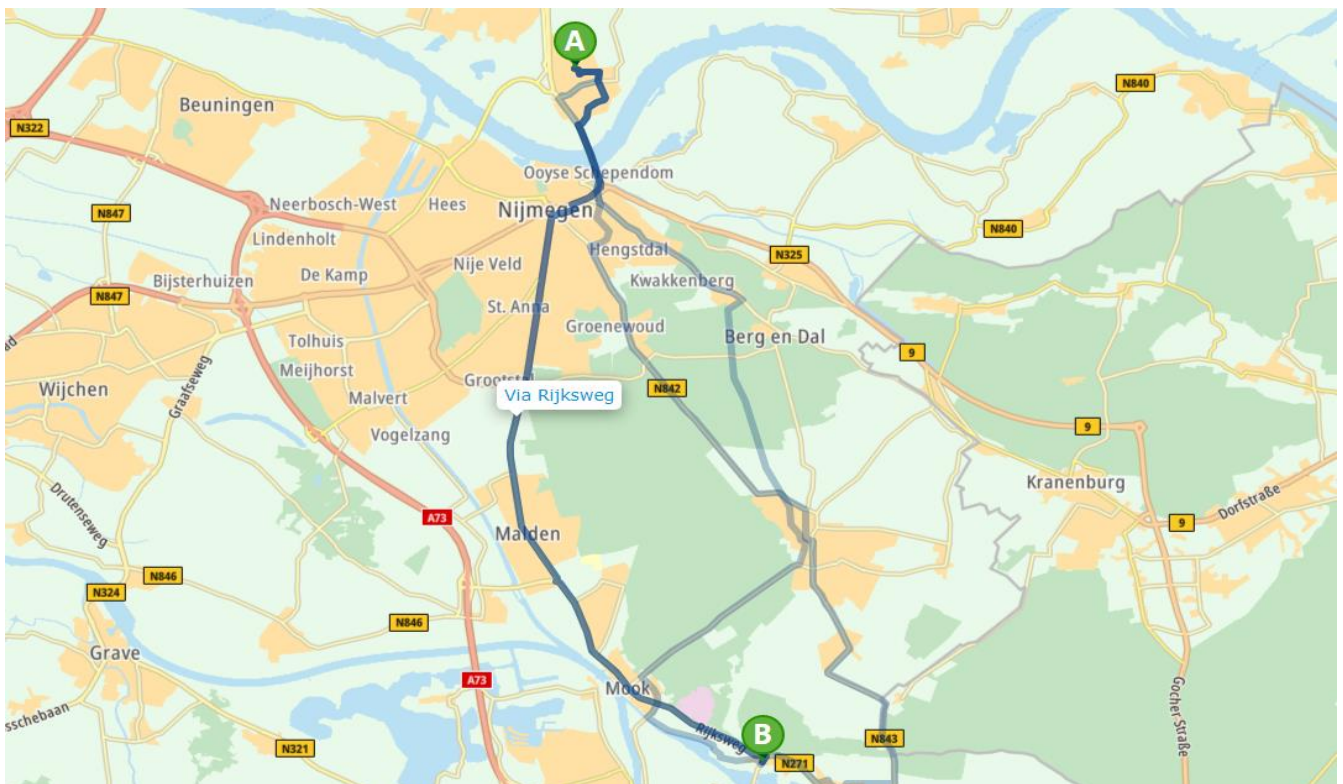 A
Beuningen
N840
N322
Ooyse Schependom
Neerbosch-West
Hees
Nijmegen
N847
N840
Lindenholt
Hengstdal
N325
Nije Veld
De Kamp
Bijsterhuizen
Kwakkenberg
N847
St. Anna
Groenewoud
Berg en Dal
Tolhuis
9
Meijhorst
Grootstal
Wijchen
Graafseweg
Via Rijksweg
N842
Malvert
Vogelzang
9
Kranenburg
Drutenseweg
Dorfstraße
A73
9
Malden
N846
N324
N846
Grave
A73
Mook
Gocher Straße
sschebaan
Rijksweg
B
N843
N321
N271